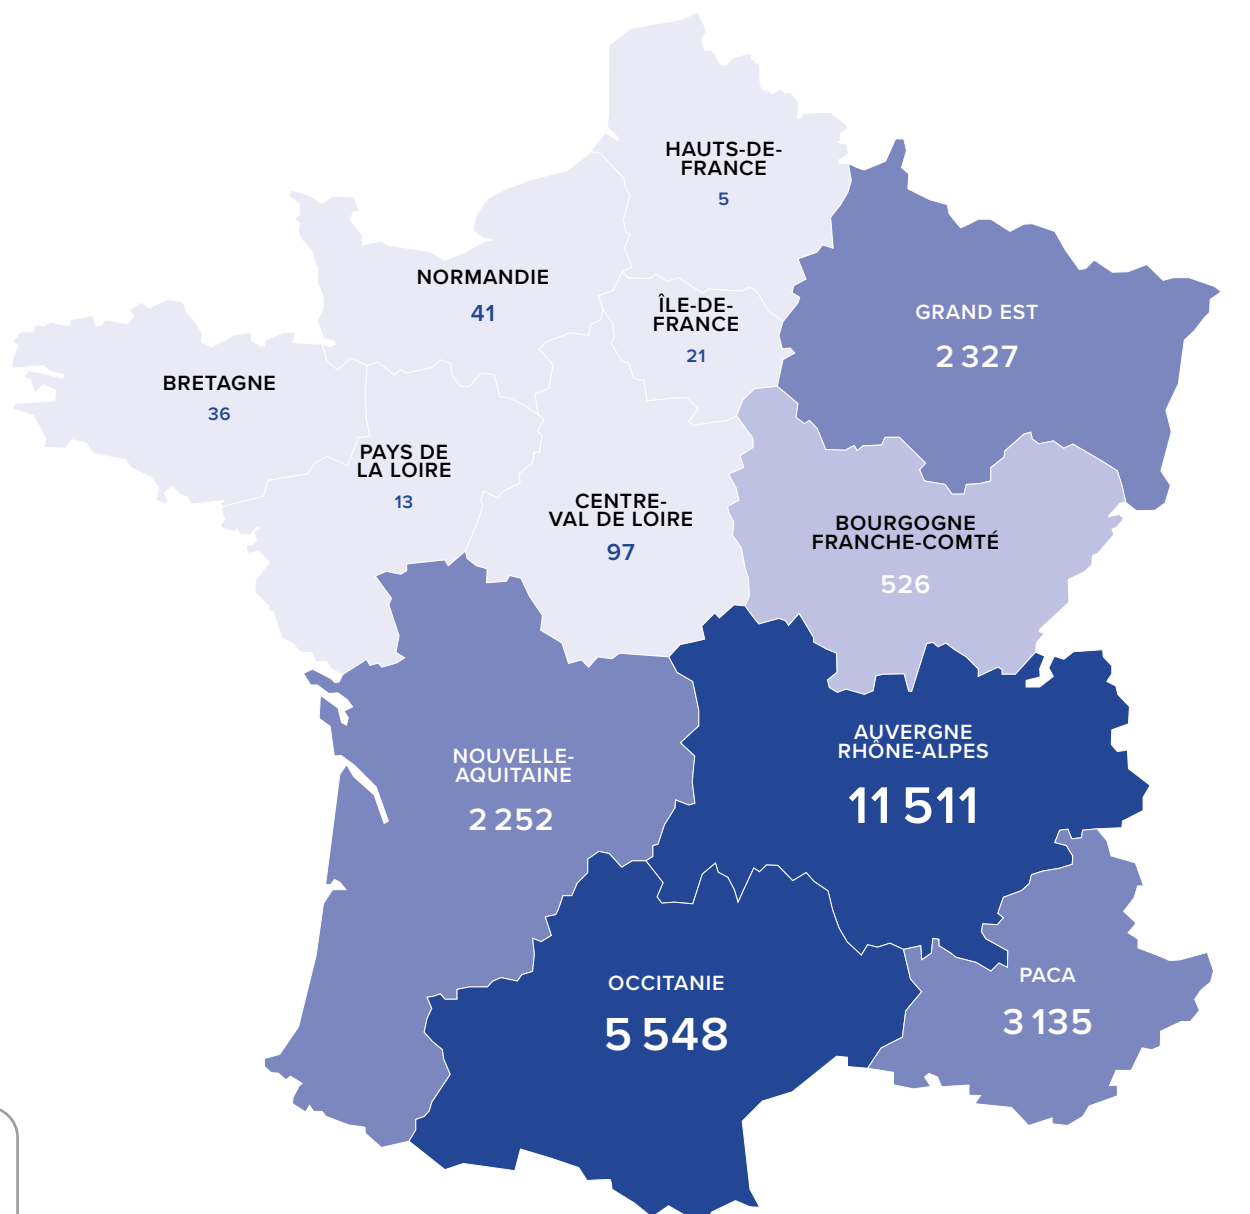 HAUTS-DE-
FRANCE
5
NORMANDIE
41
ÎLE-DE-
FRANCE
21
GRAND EST
2 327
BRETAGNE
36
PAYS DE
LA LOIRE
13
CENTRE-
VAL DE LOIRE
97
BOURGOGNE
FRANCHE-COMTÉ
526
NOUVELLE-
AQUITAINE
2 252
AUVERGNE
RHÔNE-ALPES
11 511
OCCITANIE
5 548
PACA
3 135